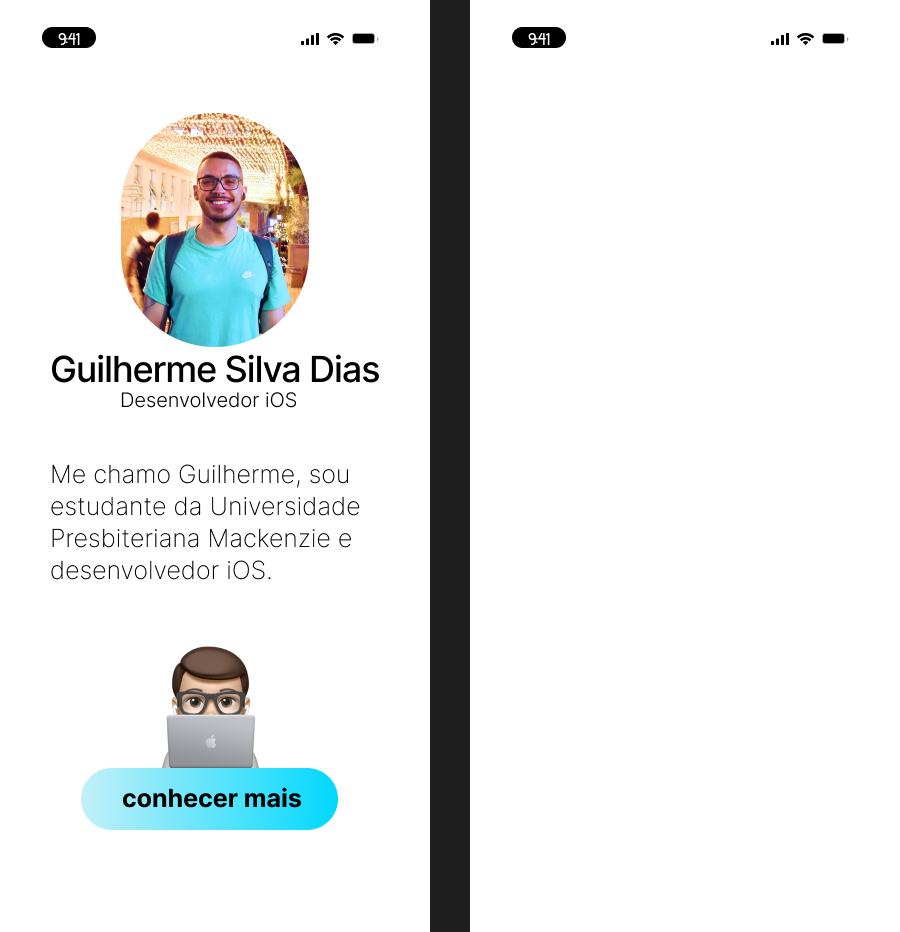 9:41
Guilherme Silva Dias
Desenvolvedor iOS
Me chamo Guilherme, sou
estudante da Universidade
Presbiteriana Mackenzie e
desenvolvedor iOS.
conhecer mais
9:41